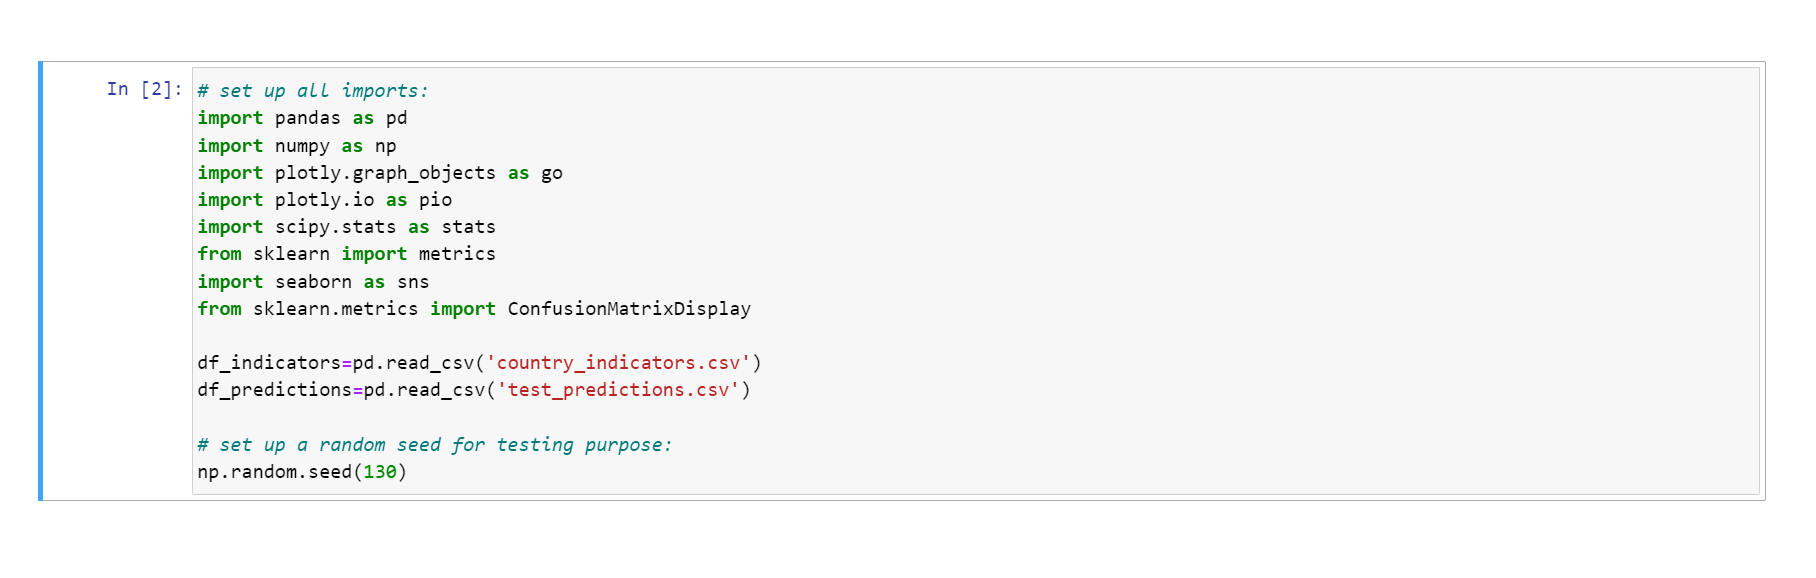 In [2]:
# set up all imports:
import pandas as pd
import numpy as np
import plotly.graph_objects as go
import plotly.io as pio
import scipy.stats as stats
from sklearn import metrics
import seaborn as sns
from sklearn.metrics import ConfusionMatrixDisplay
df_indicators=pd.read_csv('country_indicators.csv')
df_predictions=pd.read_csv('test_predictions.csv')
# set up a random seed for testing purpose:
np.random.seed(130)